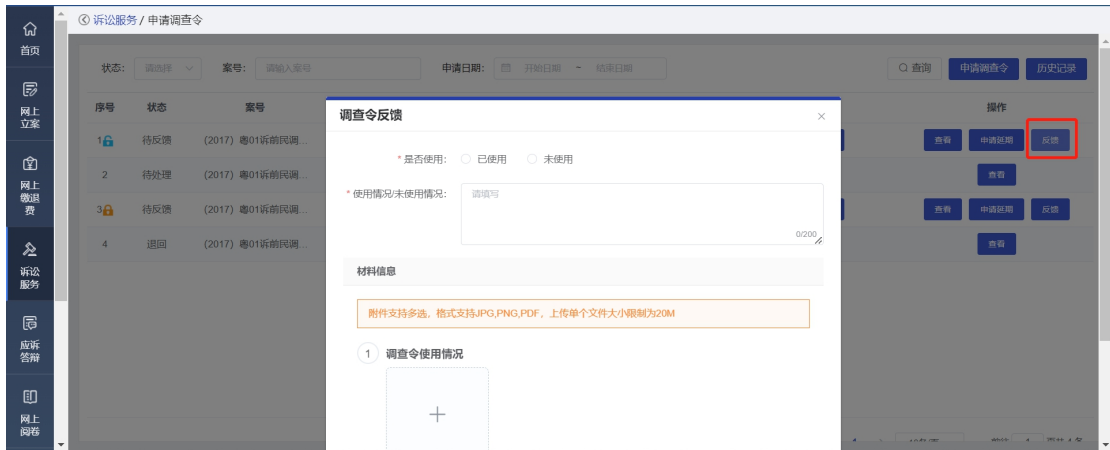 诉讼服务 / 申请调查令
首页
网上
立案
网上
缴退
费
诉讼
服务
应诉
答辩
网上
阅卷
状态: 请选择 案号: 请输入案号 申请日期: 开始日期 ~ 结束日期 查询 申请调查令 历史记录
序号 状态 案号 操作
1 待反馈 (2017) 粤01诉前民调... 查看 申请延期 反馈
2 待处理 (2017) 粤01诉前民调... 查看
3 待反馈 (2017) 粤01诉前民调... 查看 申请延期 反馈
4 退回 (2017) 粤01诉前民调... 查看
调查令反馈
* 是否使用: 已使用 未使用
* 使用情况/未使用情况: 请填写
0/200
材料信息
附件支持多选，格式支持JPG,PNG,PDF，上传单个文件大小限制为20M
1 调查令使用情况